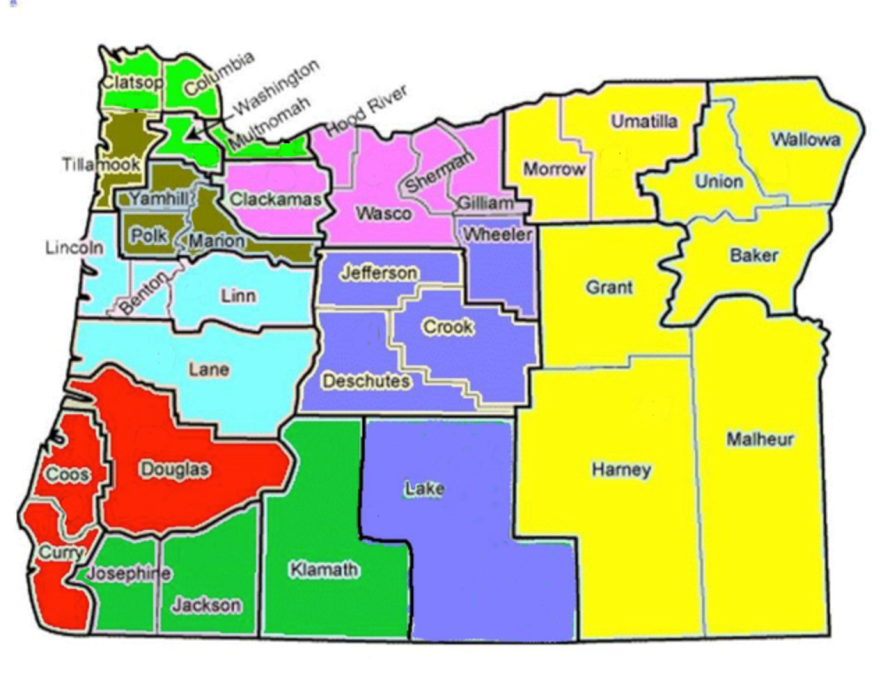 Clatsop
Columbia
Washington
Multnomah
Hood River
Tillamook
Yamhill
Clackamas
Wasco
Sherman
Gilliam
Morrow
Umatilla
Union
Wallowa
Lincoln
Polk
Marion
Wheeler
Benton
Linn
Jefferson
Crook
Grant
Baker
Lane
Deschutes
Coos
Douglas
Lake
Harney
Malheur
Curry
Josephine
Jackson
Klamath